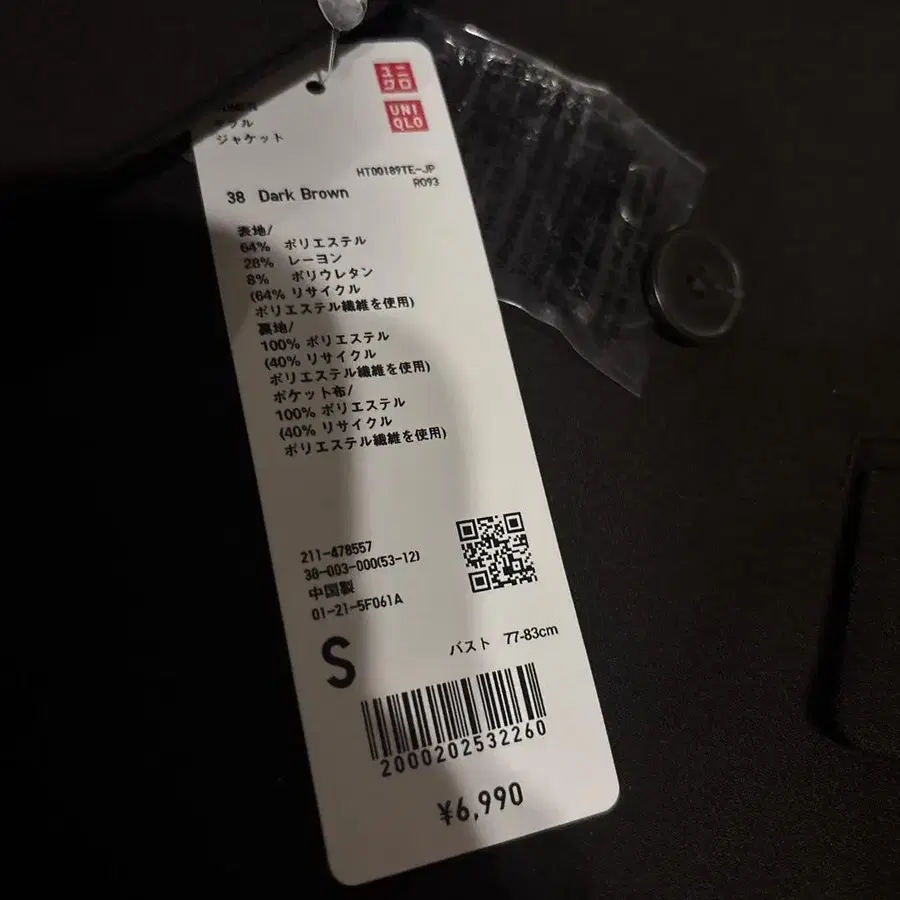 ユニ
クロ
UNI
QLO
ジャケット
HT00189TE-JP
R093
38 Dark Brown
表地/
64% ポリエステル
28% レーヨン
8% ポリウレタン
(64% リサイクル
ポリエステル繊維を使用)
裏地/
100% ポリエステル
(40% リサイクル
ポリエステル繊維を使用)
ポケット布/
100% ポリエステル
(40% リサイクル
ポリエステル繊維を使用)
211-478557
38-003-000(53-12)
中国製
01-21-5F061A
S バスト 77-83cm
2000202532260
¥6,990